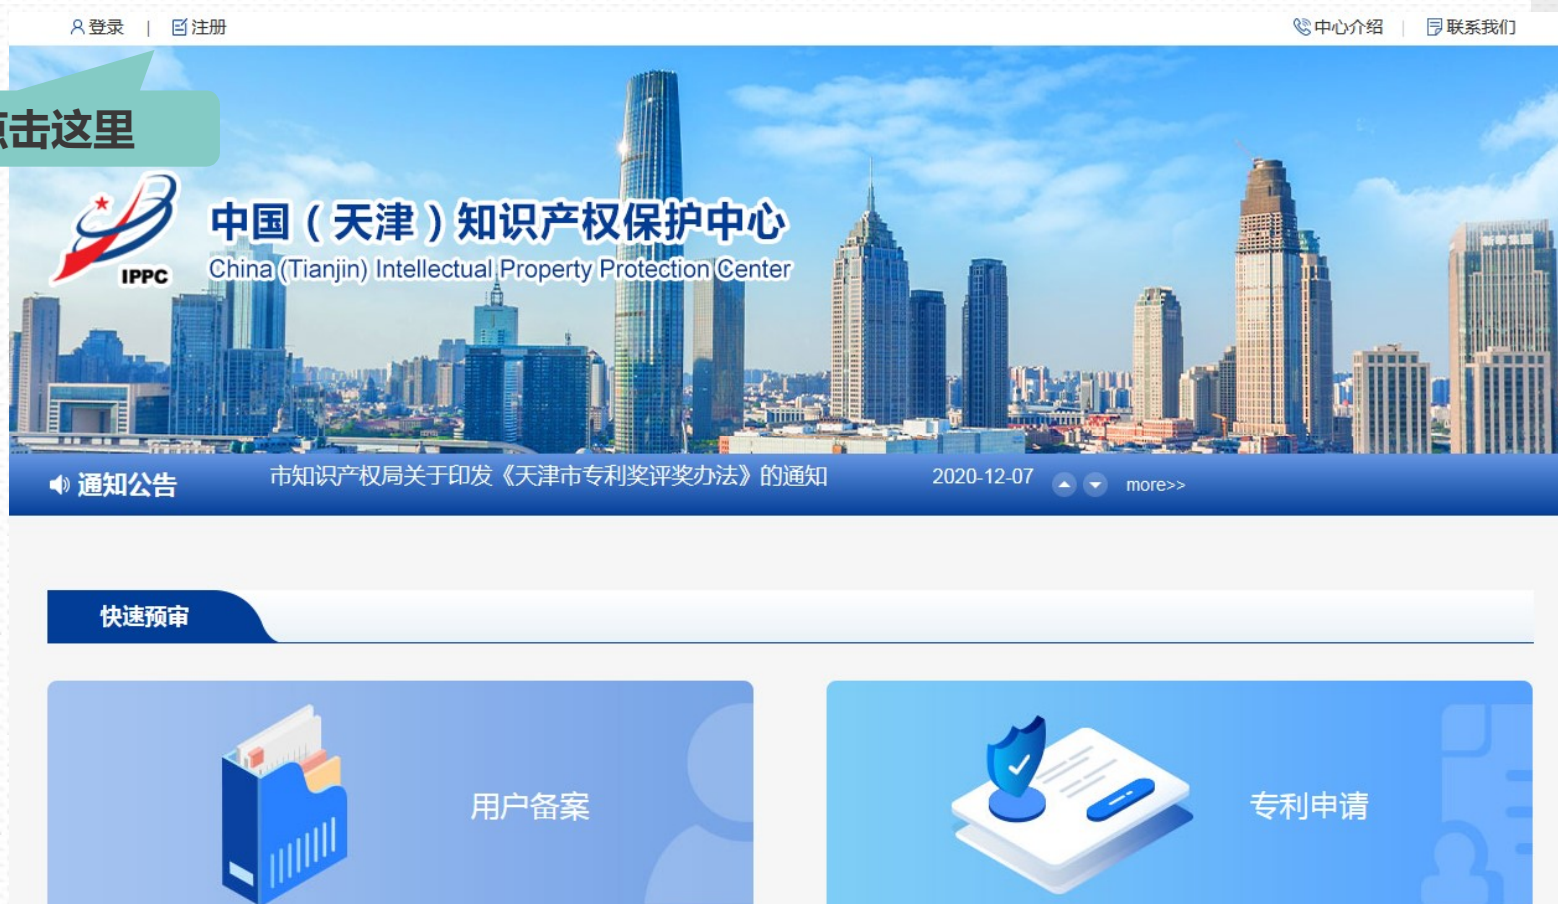 登录 | 注册
中心介绍 | 联系我们
点击这里
中国（天津）知识产权保护中心
China (Tianjin) Intellectual Property Protection Center
IPPC
通知公告 市知识产权局关于印发《天津市专利奖评奖办法》的通知 2020-12-07 more>>
快速预审
用户备案
专利申请